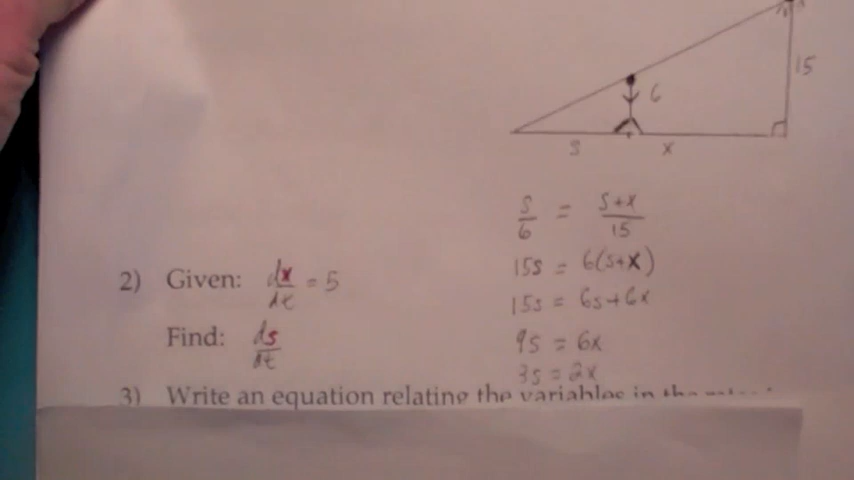 15
6
s x
s/6 = s+x/15
2) Given: dx/dt = 5
15s = 6(s+x)
15s = 6s+6x
Find: ds/dt
9s = 6x
3s = 2x
3) Write an equation relating the variables in the